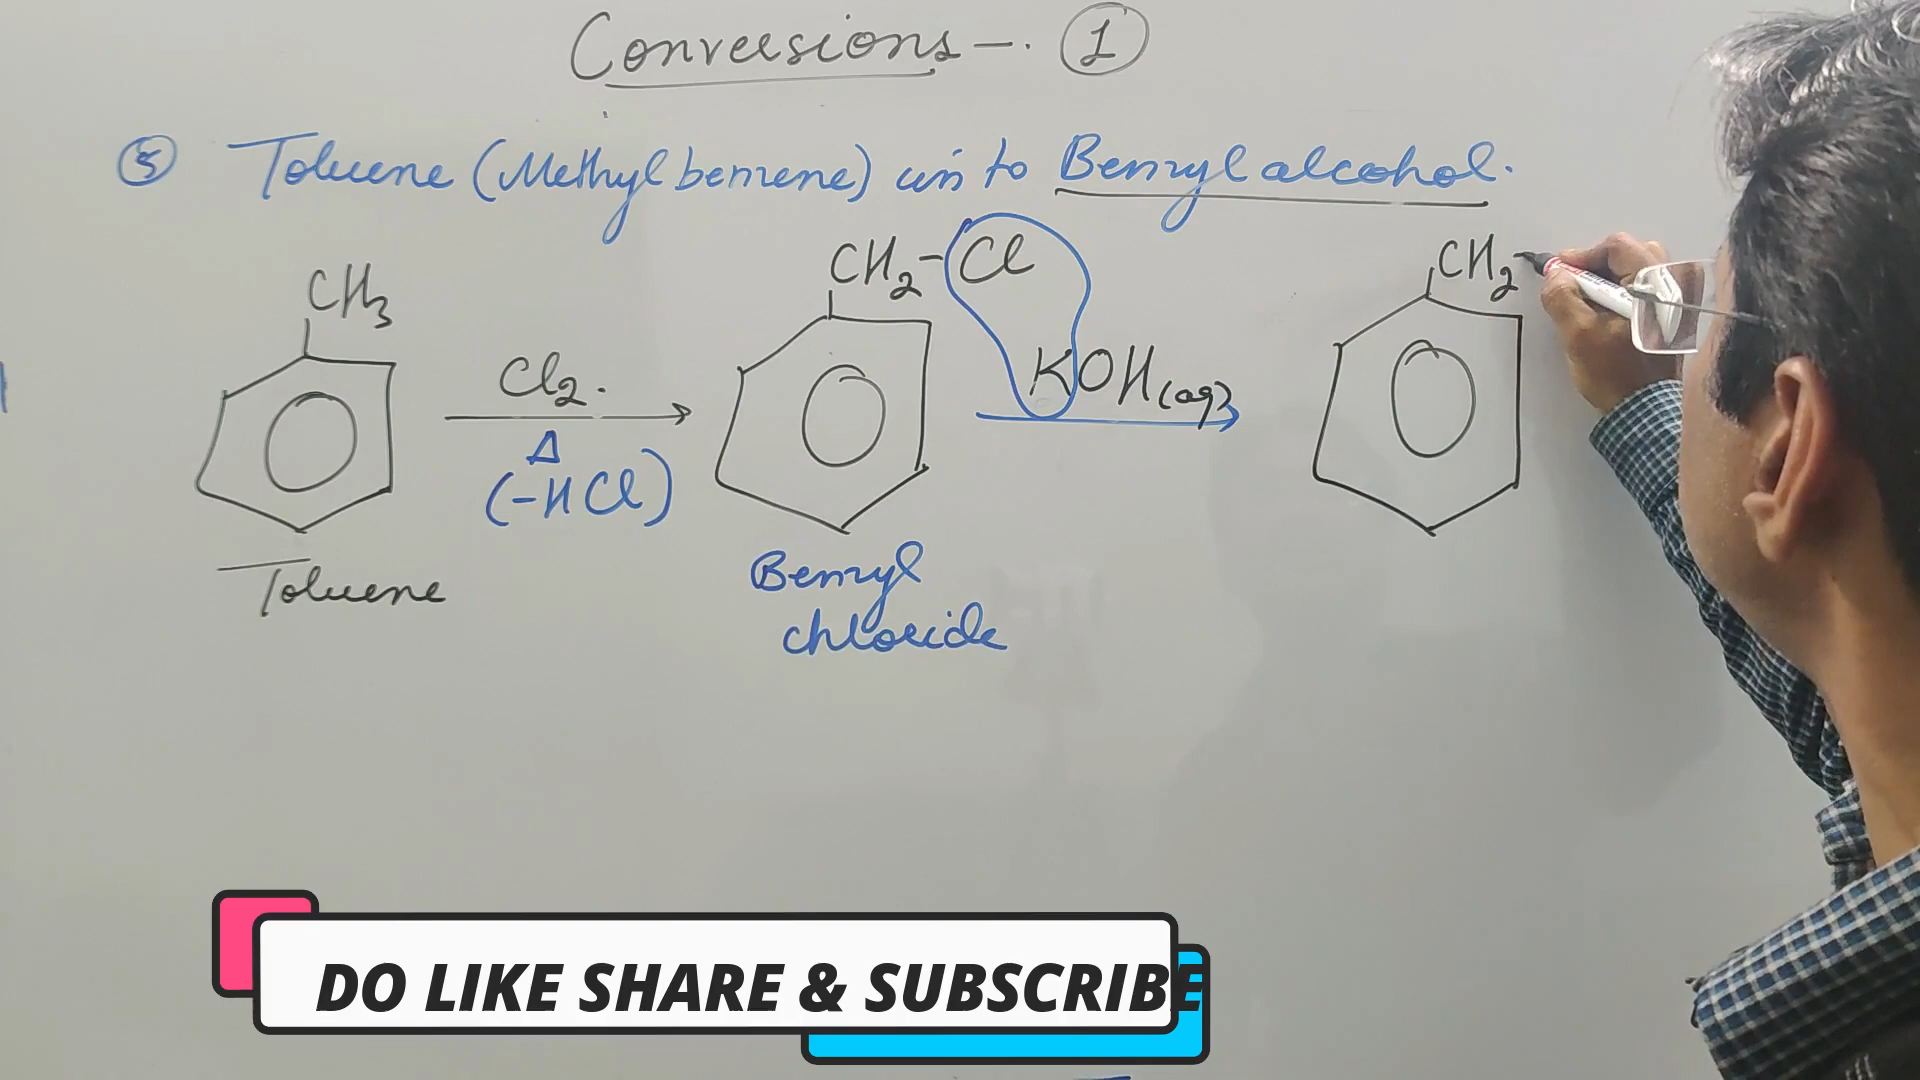 Conversions – . 1
5 Toluene (Methyl benzene) in to Benzyl alcohol.
CH3
CH2-Cl
CH2-
Cl2.
KOH(aq)
Δ
(-HCl)
Toluene
Benzyl
chloride
DO LIKE SHARE & SUBSCRIBE